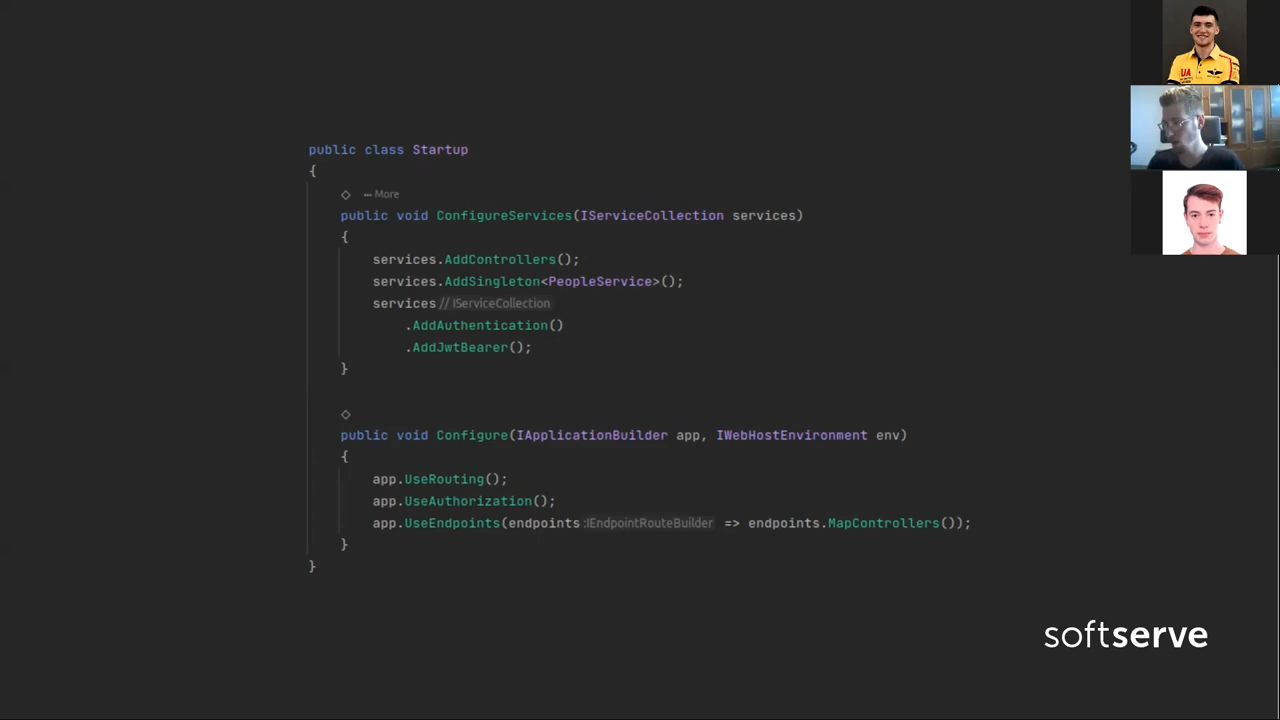 public class Startup
{
⋯ More
public void ConfigureServices(IServiceCollection services)
{
services.AddControllers();
services.AddSingleton<PeopleService>();
services // IServiceCollection
.AddAuthentication()
.AddJwtBearer();
}
public void Configure(IApplicationBuilder app, IWebHostEnvironment env)
{
app.UseRouting();
app.UseAuthorization();
app.UseEndpoints(endpoints :IEndpointRouteBuilder => endpoints.MapControllers());
}
}
softserve
UA